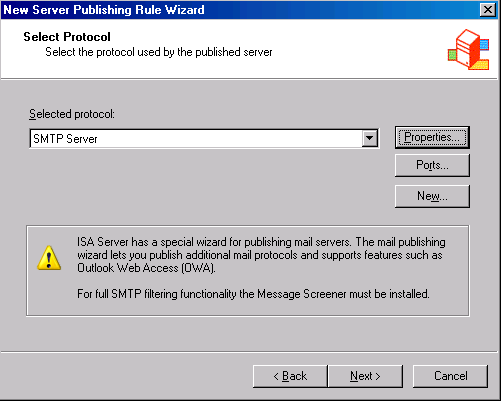 New Server Publishing Rule Wizard
Select Protocol
Select the protocol used by the published server
Selected protocol:
SMTP Server
Properties...
Ports...
New...
ISA Server has a special wizard for publishing mail servers. The mail publishing
wizard lets you publish additional mail protocols and supports features such as
Outlook Web Access (OWA).
For full SMTP filtering functionality the Message Screener must be installed.
< Back
Next >
Cancel